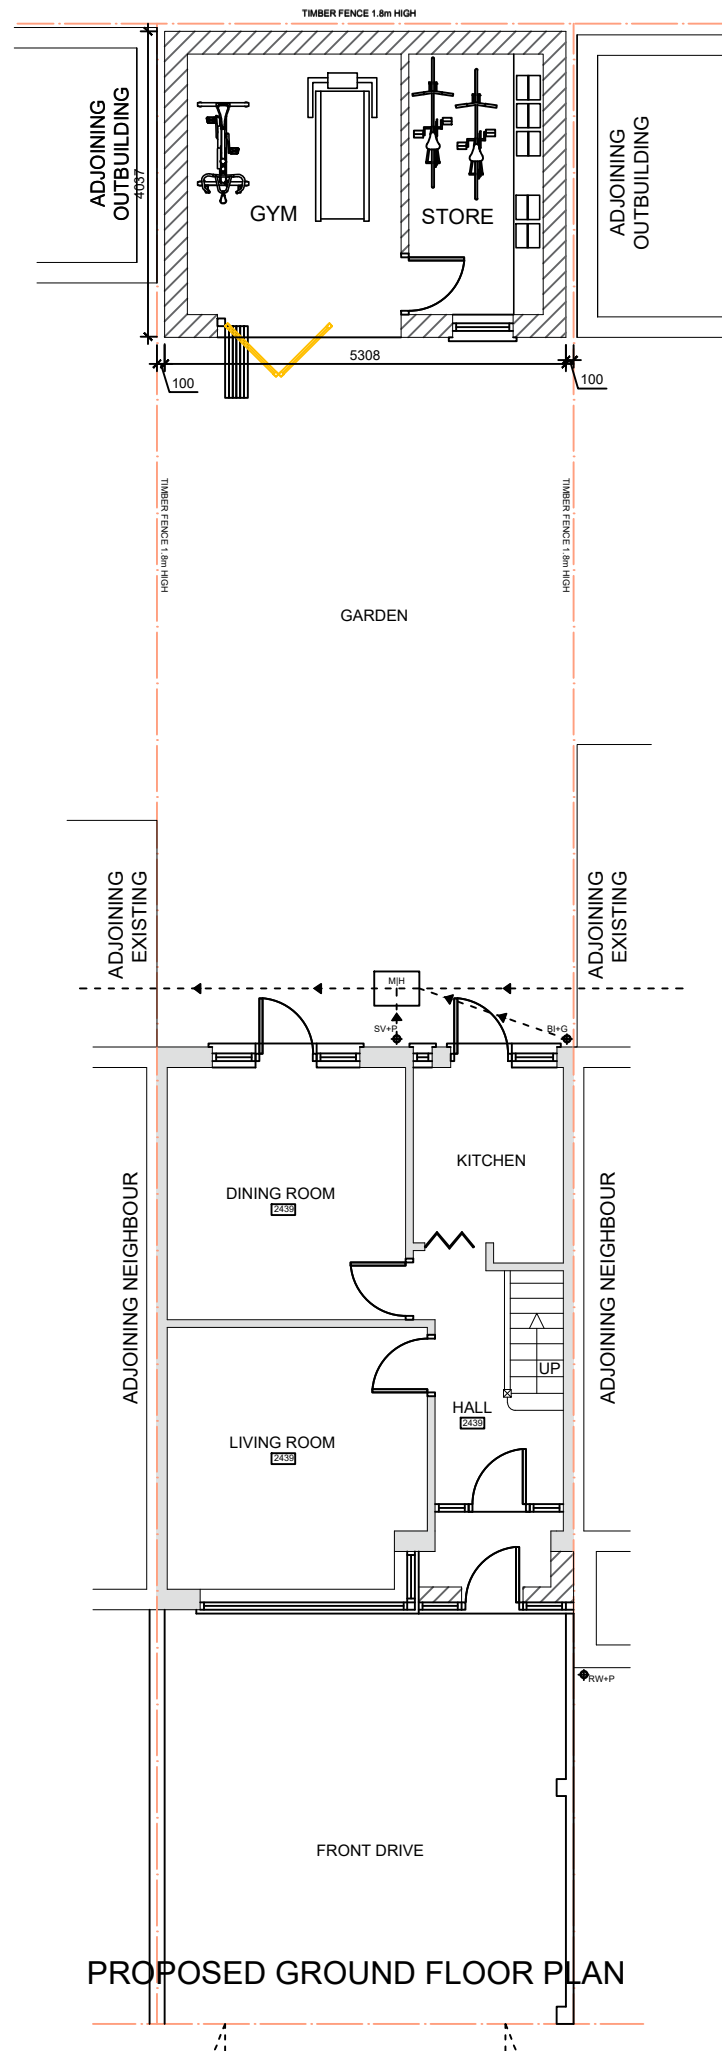 TIMBER FENCE 1.8m HIGH
ADJOINING
OUTBUILDING
4037
GYM
STORE
ADJOINING
OUTBUILDING
5308
100
100
TIMBER FENCE 1.8m HIGH
TIMBER FENCE 1.8m HIGH
GARDEN
ADJOINING
EXISTING
ADJOINING
EXISTING
M|H
SV+P
BI+G
KITCHEN
DINING ROOM
2439
ADJOINING NEIGHBOUR
ADJOINING NEIGHBOUR
UP
HALL
2439
LIVING ROOM
2439
RW+P
FRONT DRIVE
PROPOSED GROUND FLOOR PLAN